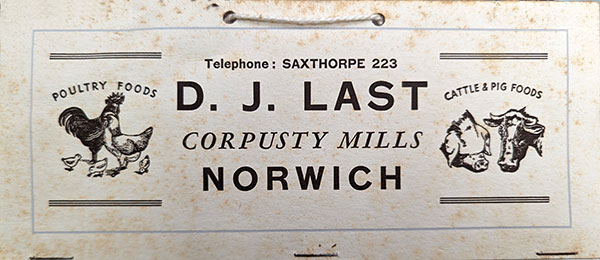 Telephone: SAXTHORPE 223
POULTRY FOODS
D. J. LAST
CATTLE & PIG FOODS
CORPUSTY MILLS
NORWICH